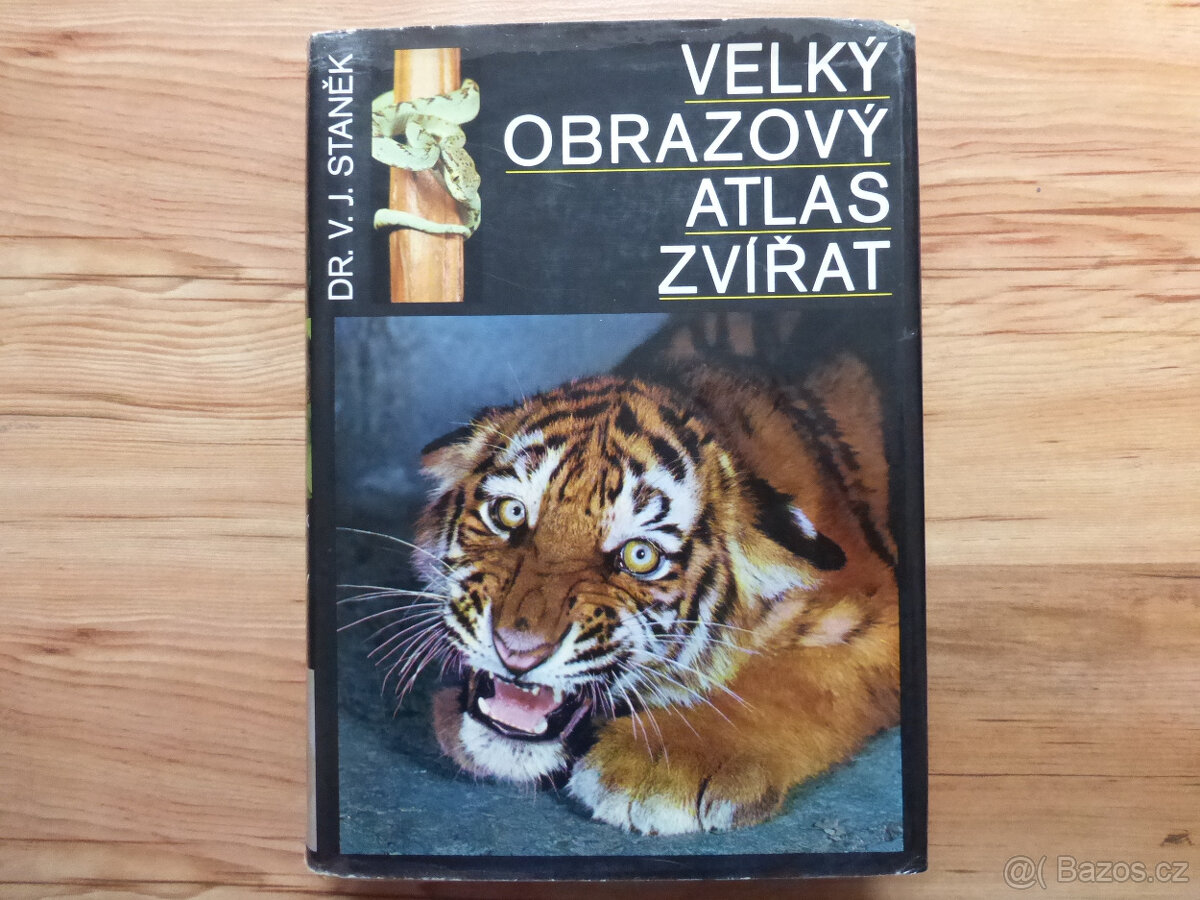 DR. V. J. STANĚK
VELKÝ
OBRAZOVÝ
ATLAS
ZVÍŘAT
@( Bazos.cz